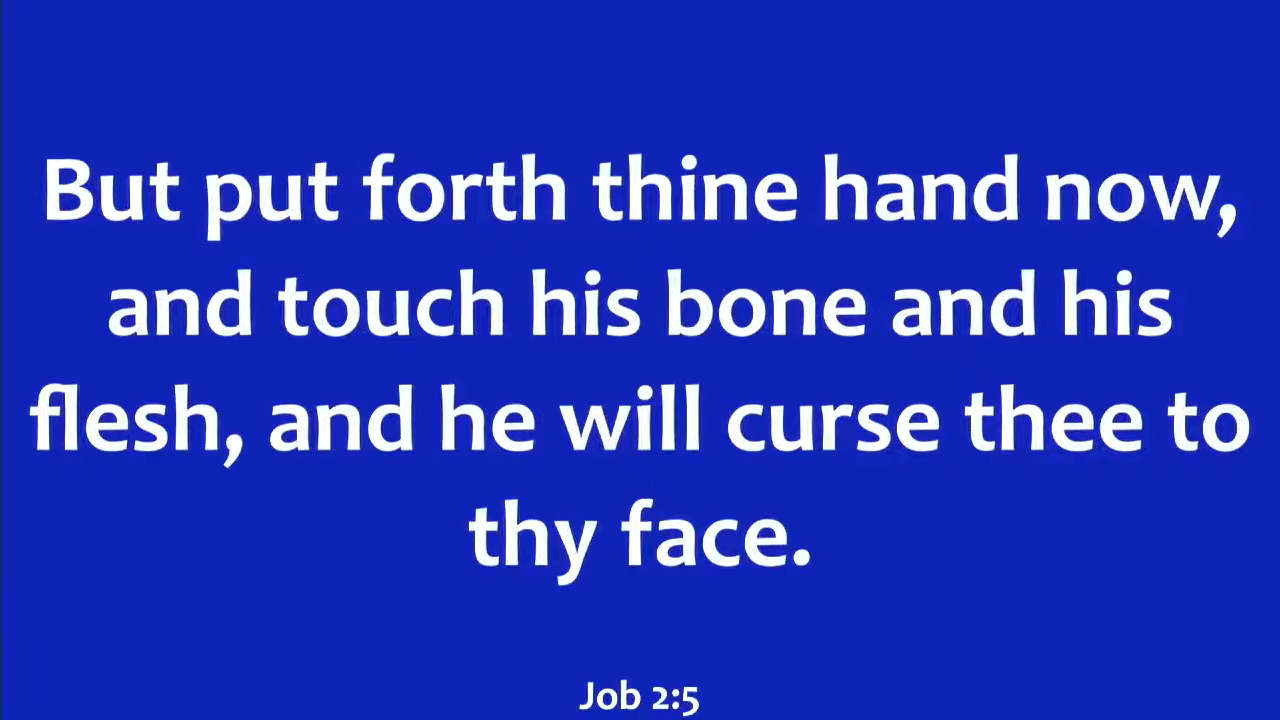 But put forth thine hand now,
and touch his bone and his
flesh, and he will curse thee to
thy face.
Job 2:5